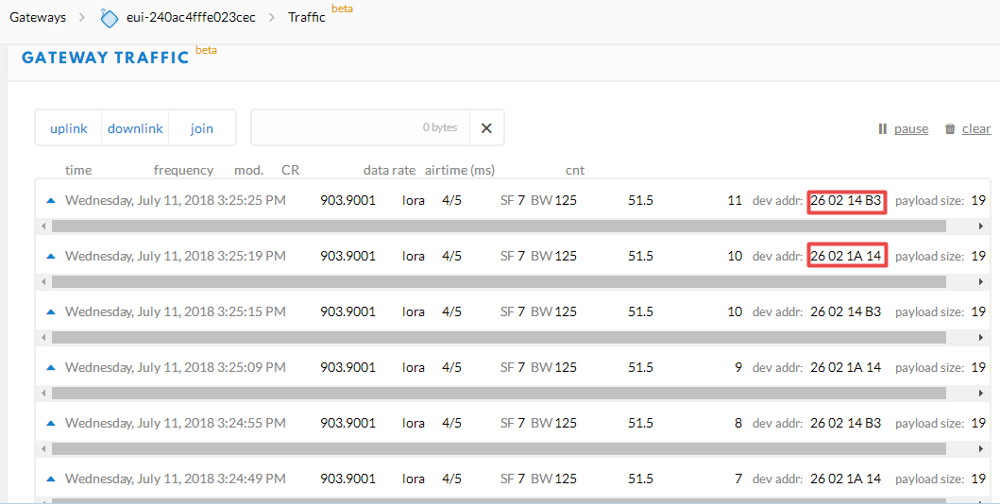 Gateways > eui-240ac4fffe023cec > Traffic beta
GATEWAY TRAFFIC beta
uplink downlink join 0 bytes × pause clear
time frequency mod. CR data rate airtime (ms) cnt
Wednesday, July 11, 2018 3:25:25 PM 903.9001 lora 4/5 SF 7 BW 125 51.5 11 dev addr: 26 02 14 B3 payload size: 19
Wednesday, July 11, 2018 3:25:19 PM 903.9001 lora 4/5 SF 7 BW 125 51.5 10 dev addr: 26 02 1A 14 payload size: 19
Wednesday, July 11, 2018 3:25:15 PM 903.9001 lora 4/5 SF 7 BW 125 51.5 10 dev addr: 26 02 14 B3 payload size: 19
Wednesday, July 11, 2018 3:25:09 PM 903.9001 lora 4/5 SF 7 BW 125 51.5 9 dev addr: 26 02 1A 14 payload size: 19
Wednesday, July 11, 2018 3:24:55 PM 903.9001 lora 4/5 SF 7 BW 125 51.5 8 dev addr: 26 02 14 B3 payload size: 19
Wednesday, July 11, 2018 3:24:49 PM 903.9001 lora 4/5 SF 7 BW 125 51.5 7 dev addr: 26 02 1A 14 payload size: 19